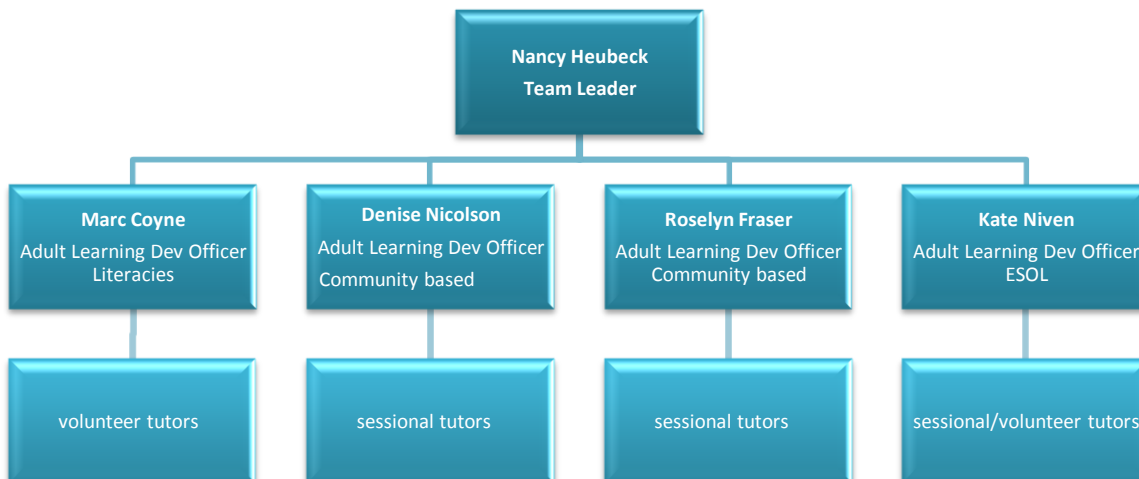 Nancy Heubeck
Team Leader
Marc Coyne
Adult Learning Dev Officer
Literacies
Denise Nicolson
Adult Learning Dev Officer
Community based
Roselyn Fraser
Adult Learning Dev Officer
Community based
Kate Niven
Adult Learning Dev Officer
ESOL
volunteer tutors
sessional tutors
sessional tutors
sessional/volunteer tutors